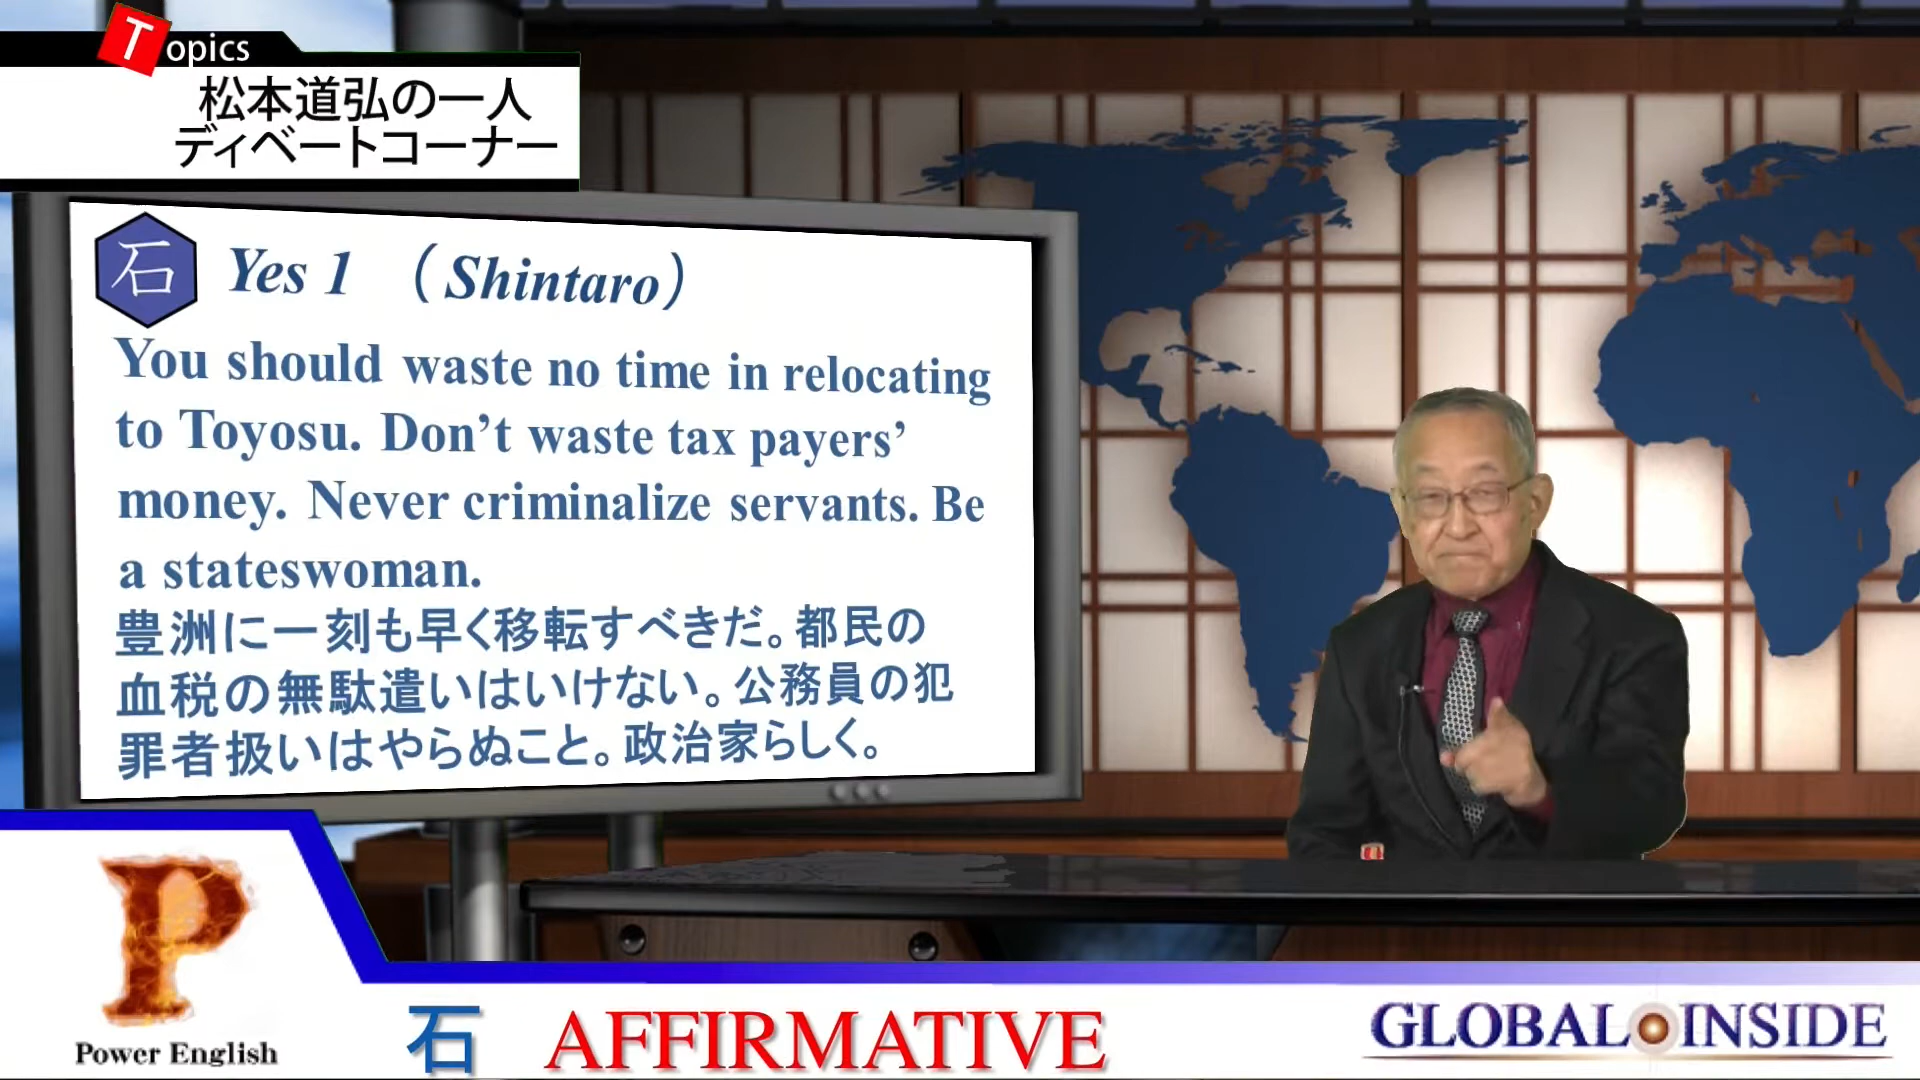 Topics
松本道弘の一人
ディベートコーナー
石 Yes 1 （Shintaro）
You should waste no time in relocating
to Toyosu. Don’t waste tax payers’
money. Never criminalize servants. Be
a stateswoman.
豊洲に一刻も早く移転すべきだ。都民の
血税の無駄遣いはいけない。公務員の犯
罪者扱いはやらぬこと。政治家らしく。
P
Power English
石 AFFIRMATIVE
GLOBAL INSIDE